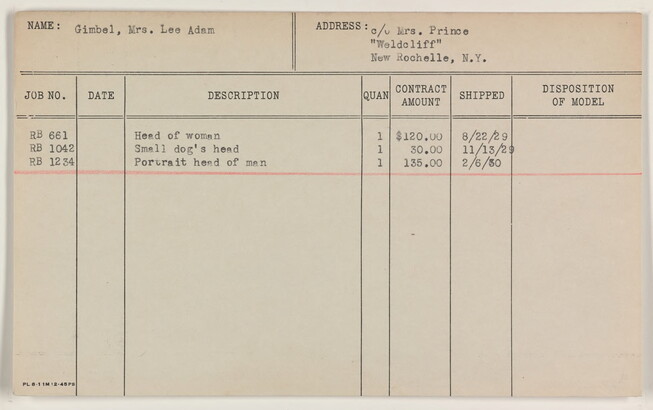 NAME: Gimbel, Mrs. Lee Adam
ADDRESS: c/o Mrs. Prince
"Weldcliff"
New Rochelle, N.Y.
JOB NO. DATE DESCRIPTION QUAN CONTRACT AMOUNT SHIPPED DISPOSITION OF MODEL
RB 661 Head of woman 1 $120.00 8/22/29
RB 1042 Small dog's head 1 30.00 11/13/29
RB 1234 Portrait head of man 1 135.00 2/6/30